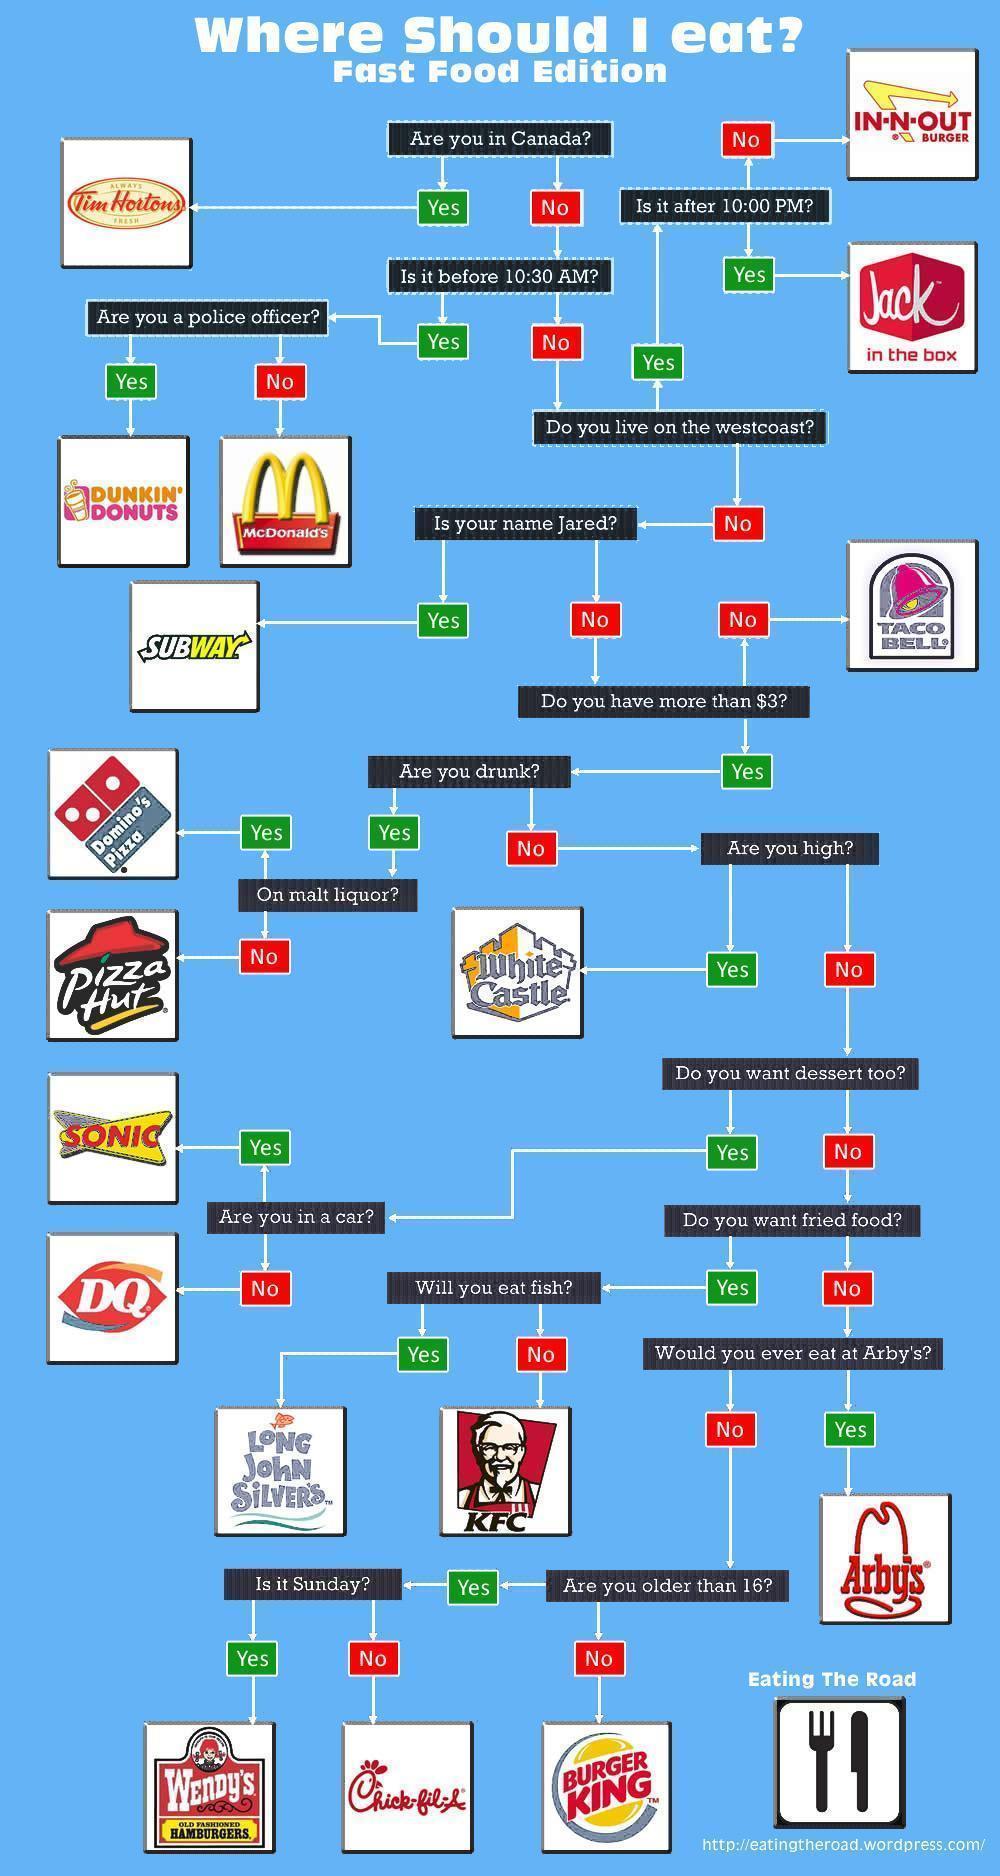 Where Should I eat?
Fast Food Edition
IN-N-OUT
® BURGER
Are you in Canada?
No
ALWAYS
Tim Hortons
FRESH
Yes
No
Is it after 10:00 PM?
Is it before 10:30 AM?
Yes
Jack™
in the box
Are you a police officer?
Yes
No
Yes
Yes
No
Do you live on the westcoast?
DUNKIN'
DONUTS
McDonald's
Is your name Jared?
No
Yes
No
No
TACO
BELL®
SUBWAY
Do you have more than $3?
Are you drunk?
Yes
Domino's
Pizza
Yes
Yes
No
Are you high?
On malt liquor?
Pizza
Hut®
No
White
Castle
Yes
No
Do you want dessert too?
SONIC
Yes
Yes
No
Are you in a car?
Do you want fried food?
DQ®
No
Will you eat fish?
Yes
No
Yes
No
Would you ever eat at Arby's?
LONG
JOHN
SILVER'S™
KFC
No
Yes
Arby's®
Is it Sunday?
Yes
Are you older than 16?
Yes
No
No
Eating The Road
WENDY'S
OLD FASHIONED
HAMBURGERS.
Chick-fil-A®
BURGER
KING™
http://eatingtheroad.wordpress.com/